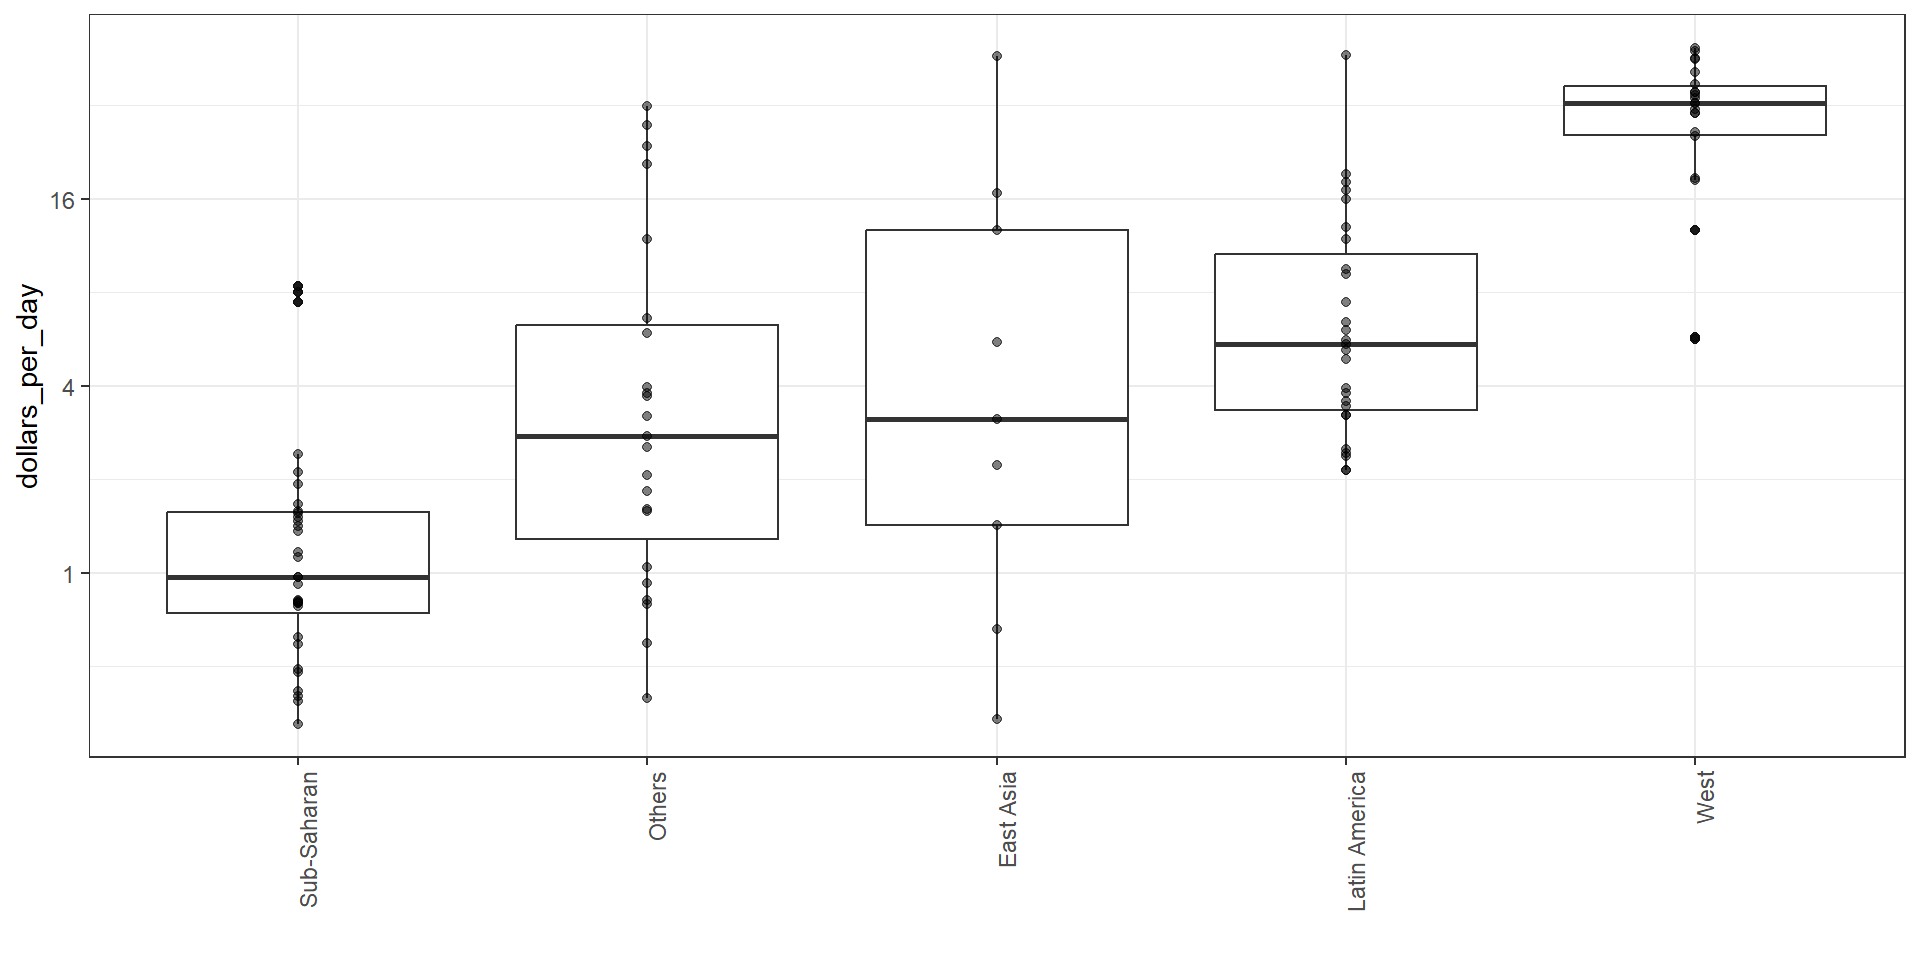 dollars_per_day
16
4
1
Sub-Saharan
Others
East Asia
Latin America
West